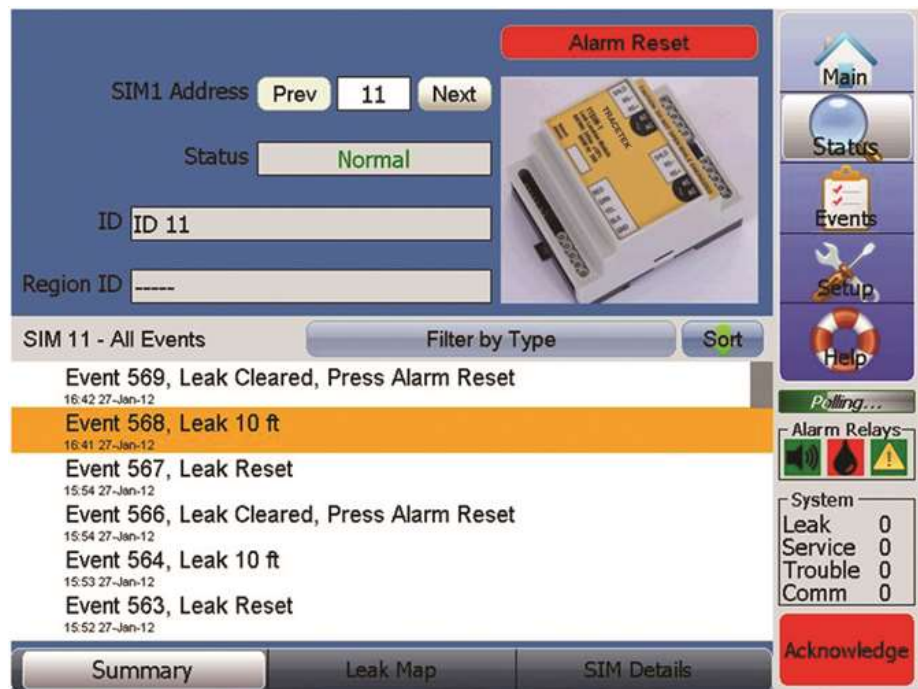 Alarm Reset
SIM1 Address Prev 11 Next
Status Normal
ID ID 11
Region ID -----
TRACETEK
SIM 11 - All Events Filter by Type Sort
Event 569, Leak Cleared, Press Alarm Reset
16:42 27-Jan-12
Event 568, Leak 10 ft
16:41 27-Jan-12
Event 567, Leak Reset
15:54 27-Jan-12
Event 566, Leak Cleared, Press Alarm Reset
15:54 27-Jan-12
Event 564, Leak 10 ft
15:53 27-Jan-12
Event 563, Leak Reset
15:52 27-Jan-12
Summary Leak Map SIM Details
Main
Status
Events
Setup
Help
Polling...
Alarm Relays
System
Leak 0
Service 0
Trouble 0
Comm 0
Acknowledge